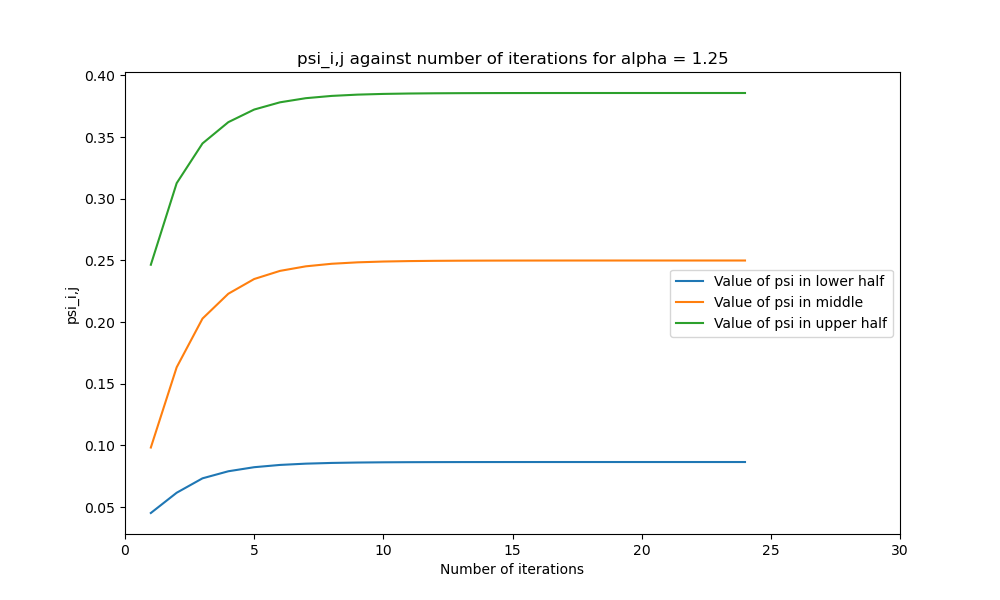 psi_i,j against number of iterations for alpha = 1.25
0.40
0.35
0.30
0.25
0.20
0.15
0.10
0.05
psi_i,j
Value of psi in lower half
Value of psi in middle
Value of psi in upper half
0 5 10 15 20 25 30
Number of iterations